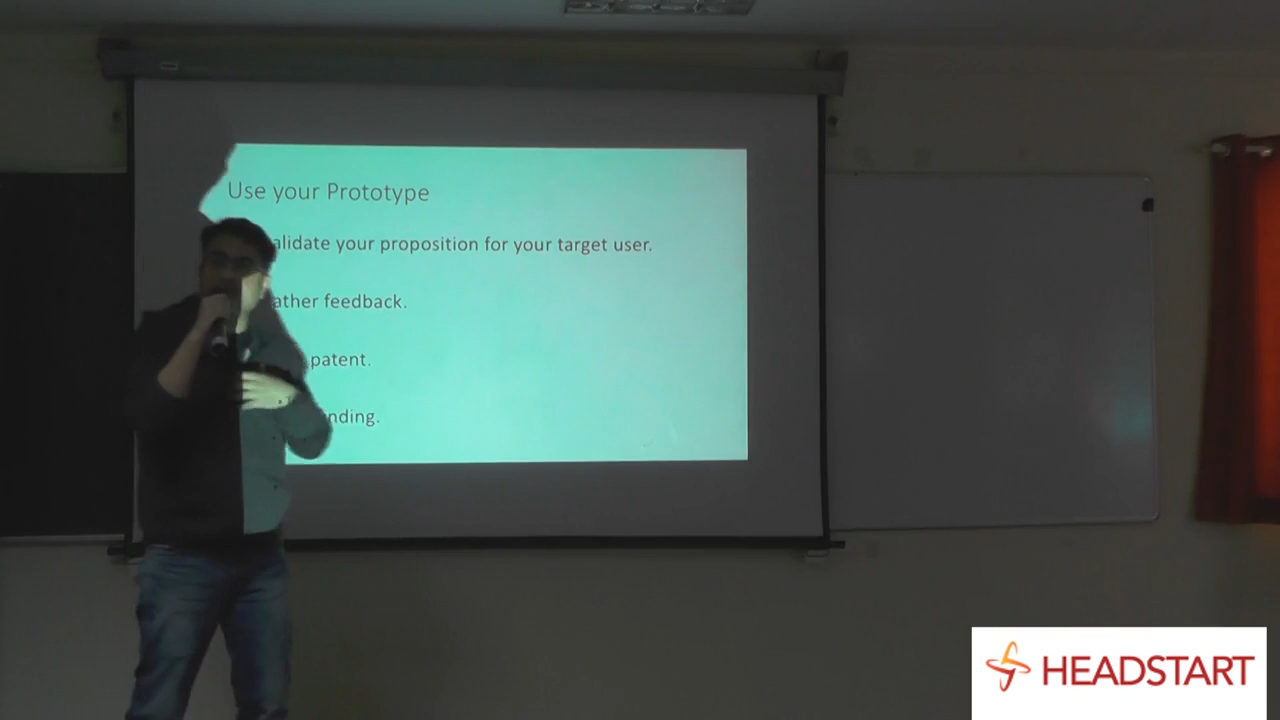 Use your Prototype
alidate your proposition for your target user.
ather feedback.
patent.
nding.
HEADSTART